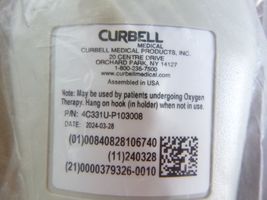 CURBELL
MEDICAL
CURBELL MEDICAL PRODUCTS, INC.
20 CENTRE DRIVE
ORCHARD PARK, NY 14127
1-800-235-7500
www.curbellmedical.com
Assembled in USA
Note: May be used by patients undergoing Oxygen
Therapy. Hang on hook (in holder) when not in use.
P/N: 4C331U-P103008
DATE: 2024-03-28
(01)00840828106740
(11)240328
(21)0000379326-0010